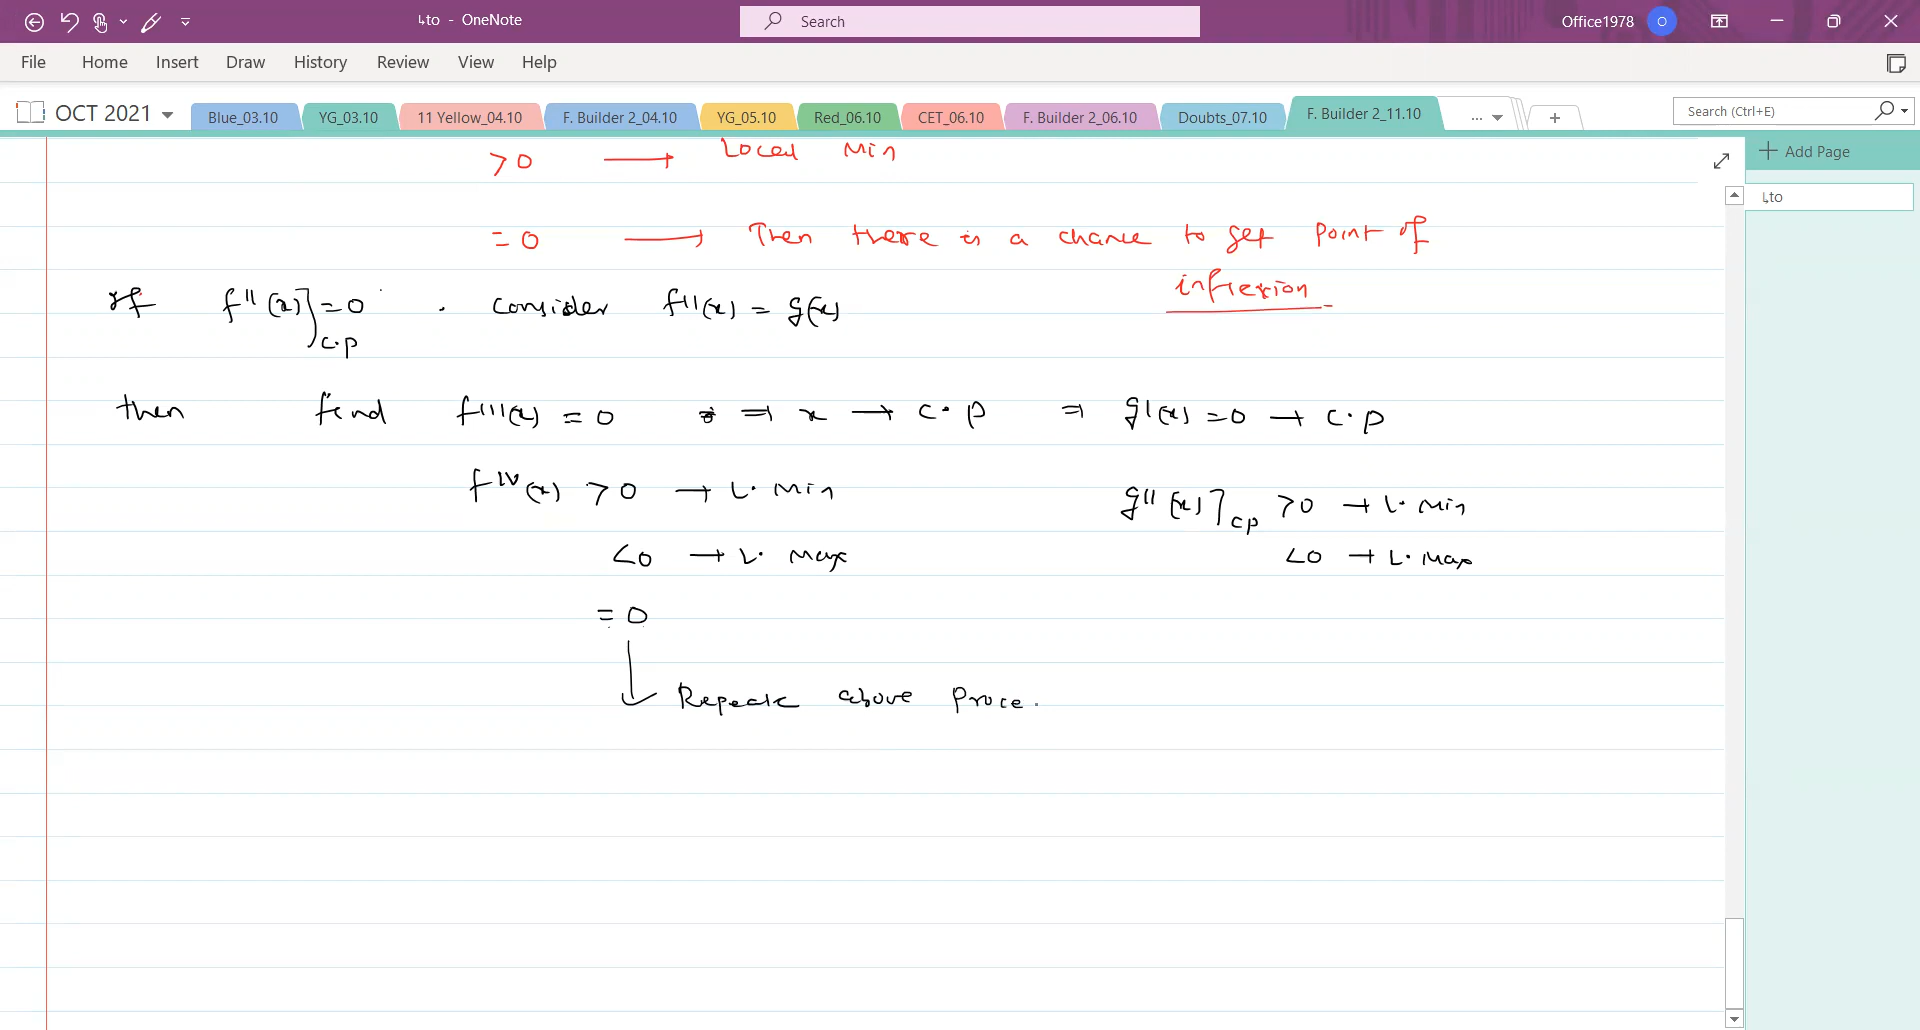 ↳to - OneNote
Search
Office1978
O
File Home Insert Draw History Review View Help
OCT 2021
Blue_03.10 YG_03.10 11 Yellow_04.10 F. Builder 2_04.10 YG_05.10 Red_06.10 CET_06.10 F. Builder 2_06.10 Doubts_07.10 F. Builder 2_11.10 ... +
Search (Ctrl+E)
Add Page
↳to
>0 → Local Min
=0 → Then there is a chance to get point of
inflexion
If f''(x)]c.p =0 . consider f''(x) = g(x)
then find f'''(x) = 0 ⇒ x → c.p ⇒ g'(x) =0 → c.p
f^IV(x) >0 → L. Min
g''(x)]cp >0 → L. Min
<0 → L. Max
<0 → L. Max
=0
↓ Repeat above Proce.